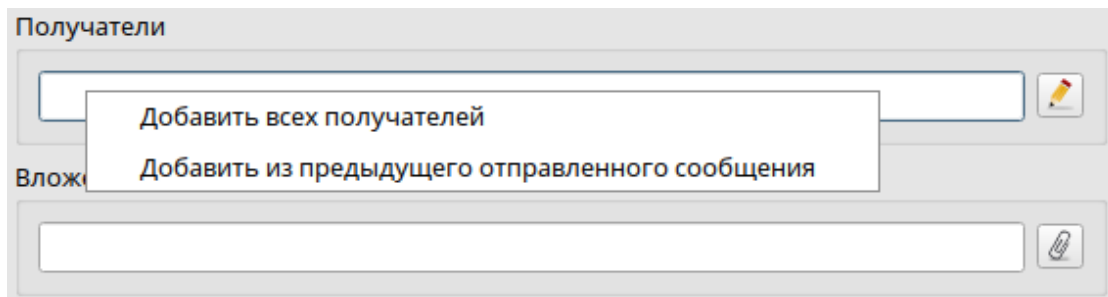 Получатели
Добавить всех получателей
Добавить из предыдущего отправленного сообщения